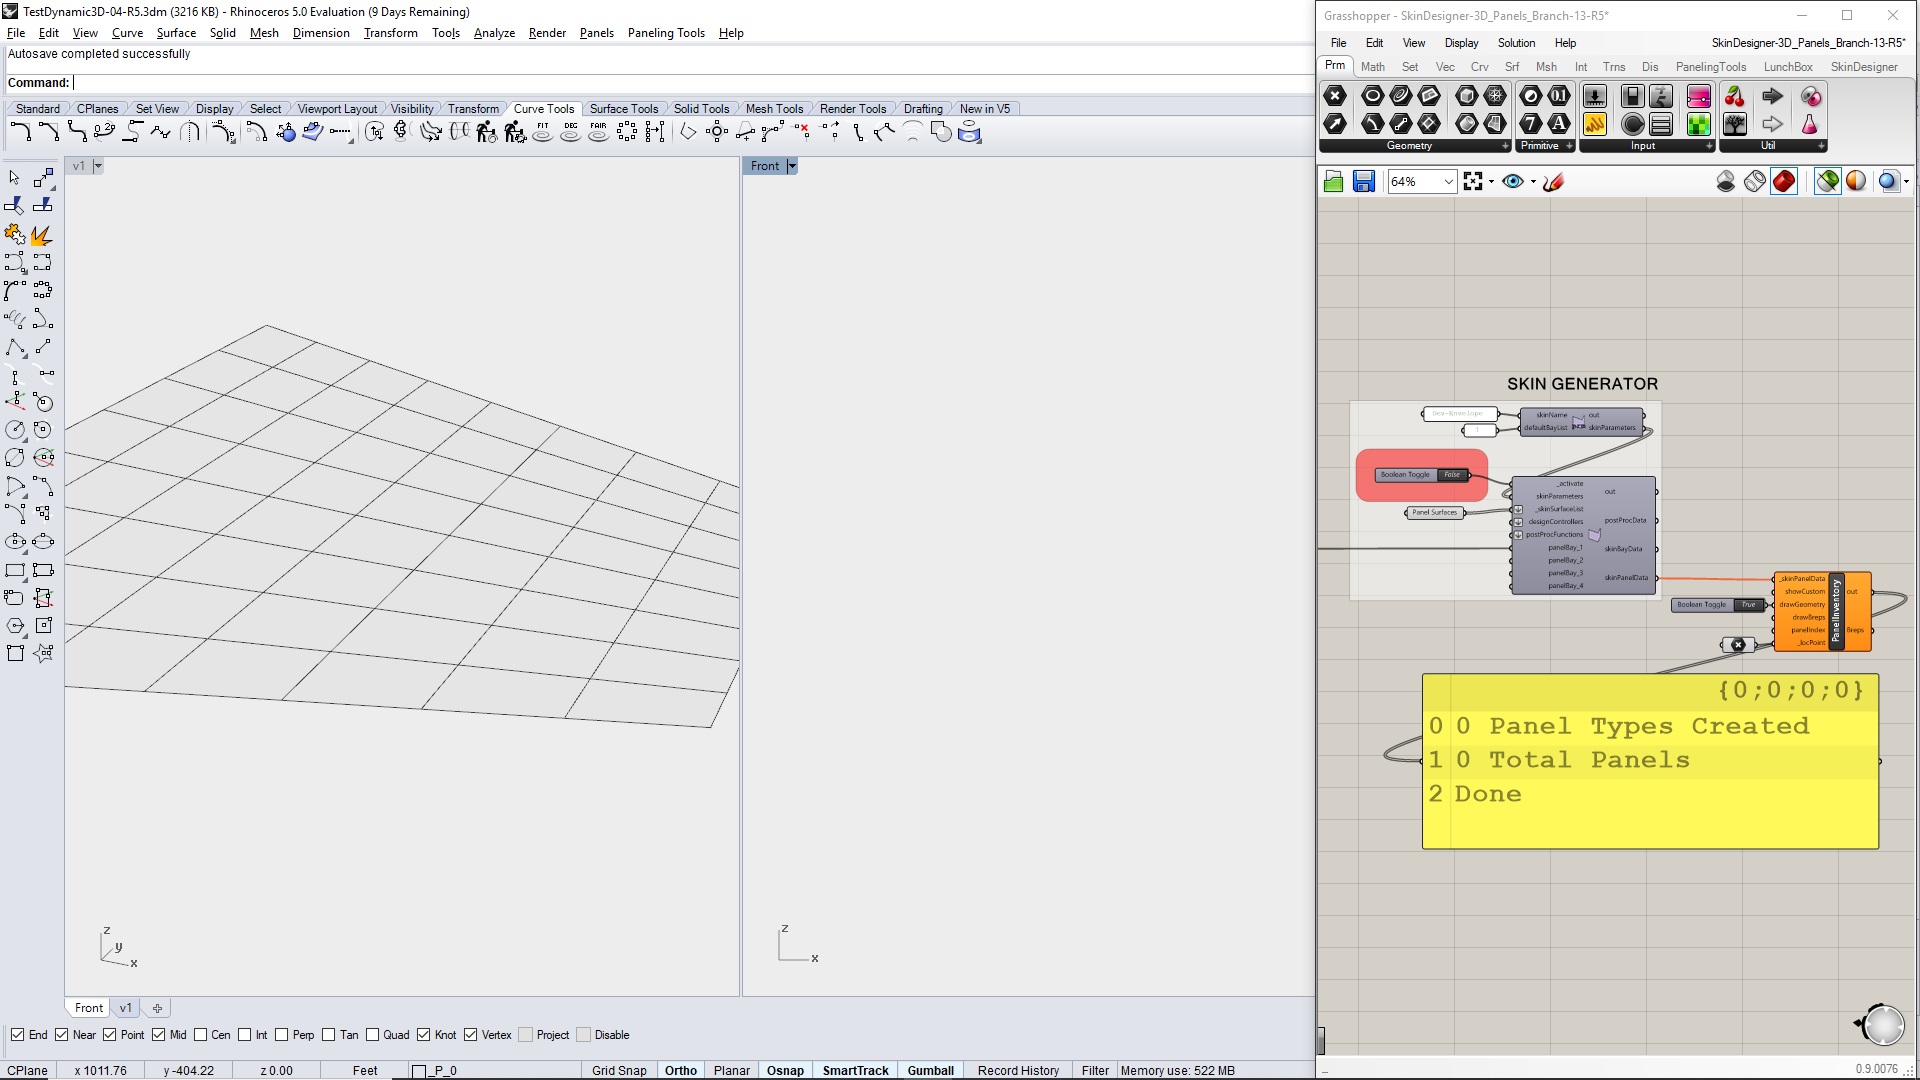 TestDynamic3D-04-R5.3dm (3216 KB) - Rhinoceros 5.0 Evaluation (9 Days Remaining)
File Edit View Curve Surface Solid Mesh Dimension Transform Tools Analyze Render Panels Paneling Tools Help
Autosave completed successfully
Command:
Standard CPlanes Set View Display Select Viewport Layout Visibility Transform Curve Tools Surface Tools Solid Tools Mesh Tools Render Tools Drafting New in V5
FIT DEG FAIR
v1
Front
z
y
x
z
x
Front v1
End Near Point Mid Cen Int Perp Tan Quad Knot Vertex Project Disable
CPlane x 1011.76 y -404.22 z 0.00 Feet _P_0 Grid Snap Ortho Planar Osnap SmartTrack Gumball Record History Filter Memory use: 522 MB
Grasshopper - SkinDesigner-3D_Panels_Branch-13-R5*
File Edit View Display Solution Help SkinDesigner-3D_Panels_Branch-13-R5*
Prm Math Set Vec Crv Srf Msh Int Trns Dis PanelingTools LunchBox SkinDesigner
Geometry Primitive Input Util
64%
SKIN GENERATOR
Dev-Envelope
1
skinName out
defaultBayList skinParameters
Boolean Toggle False
Panel Surfaces
_activate
skinParameters
_skinSurfaceList
designControllers
postProcFunctions
panelBay_1
panelBay_2
panelBay_3
panelBay_4
out
postProcData
skinBayData
skinPanelData
Boolean Toggle True
_skinPanelData
showCustom
drawGeometry
drawBreps
panelIndex
_locPoint
PanelInventory
out
Breps
{0;0;0;0}
0 0 Panel Types Created
1 0 Total Panels
2 Done
0.9.0076